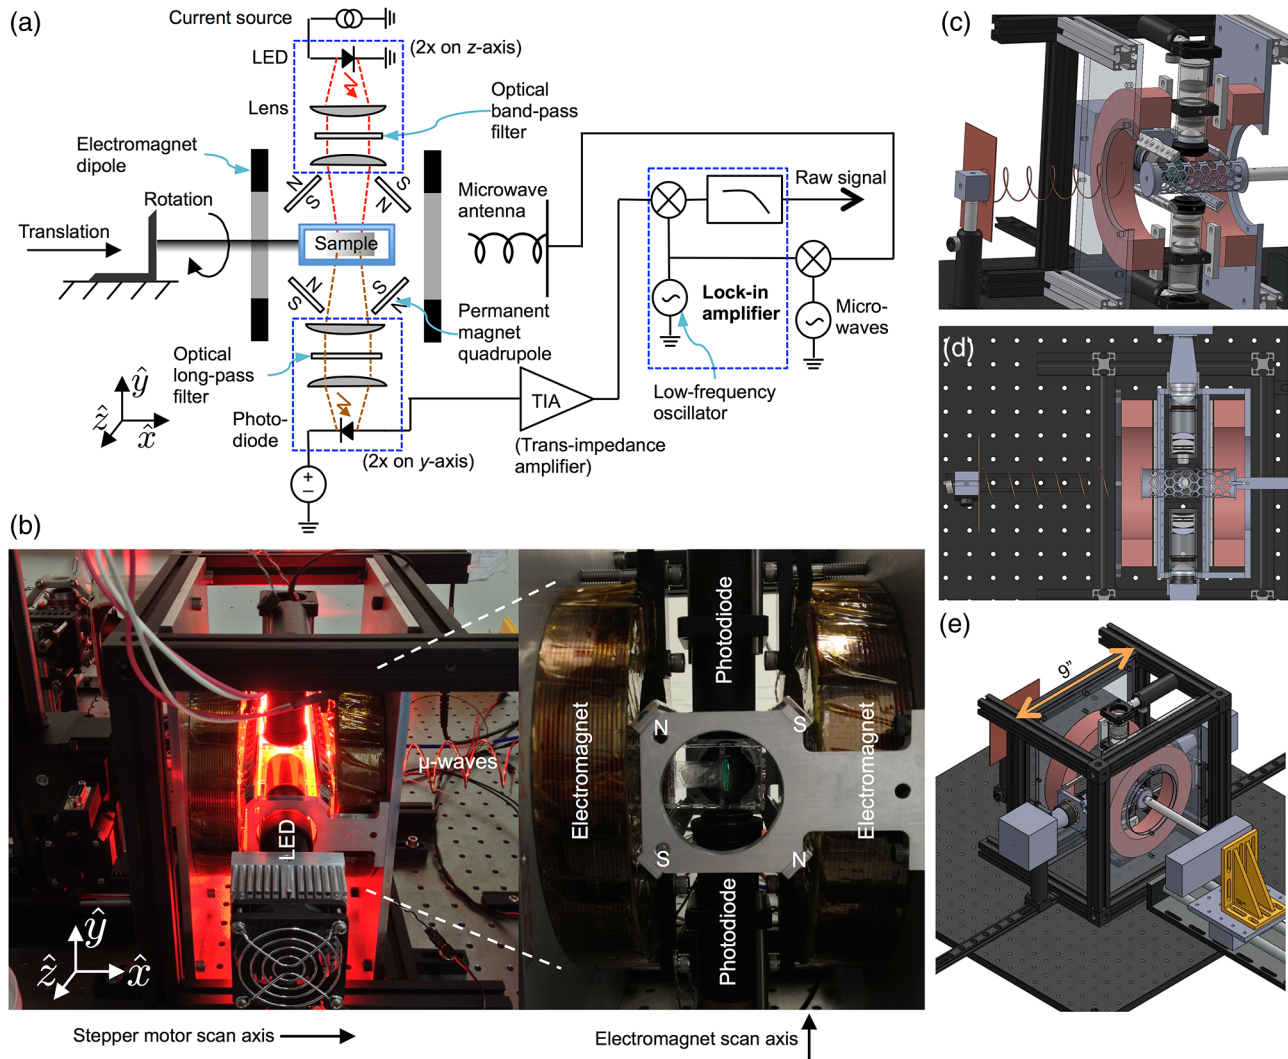 (a)
Current source
LED
(2x on z-axis)
Lens
Optical
band-pass
filter
Electromagnet
dipole
N
S
S
N
Microwave
antenna
Raw signal
Rotation
Translation
Sample
N
S
S
N
Lock-in
amplifier
Micro-
waves
Permanent
magnet
quadrupole
Optical
long-pass
filter
Low-frequency
oscillator
TIA
Photo-
diode
(2x on y-axis)
(Trans-impedance
amplifier)
ŷ
ẑ
x̂
(b)
μ-waves
LED
ŷ
ẑ
x̂
Photodiode
Electromagnet
N
S
Electromagnet
S
N
Photodiode
Stepper motor scan axis
Electromagnet scan axis
(c)
(d)
(e)
9”